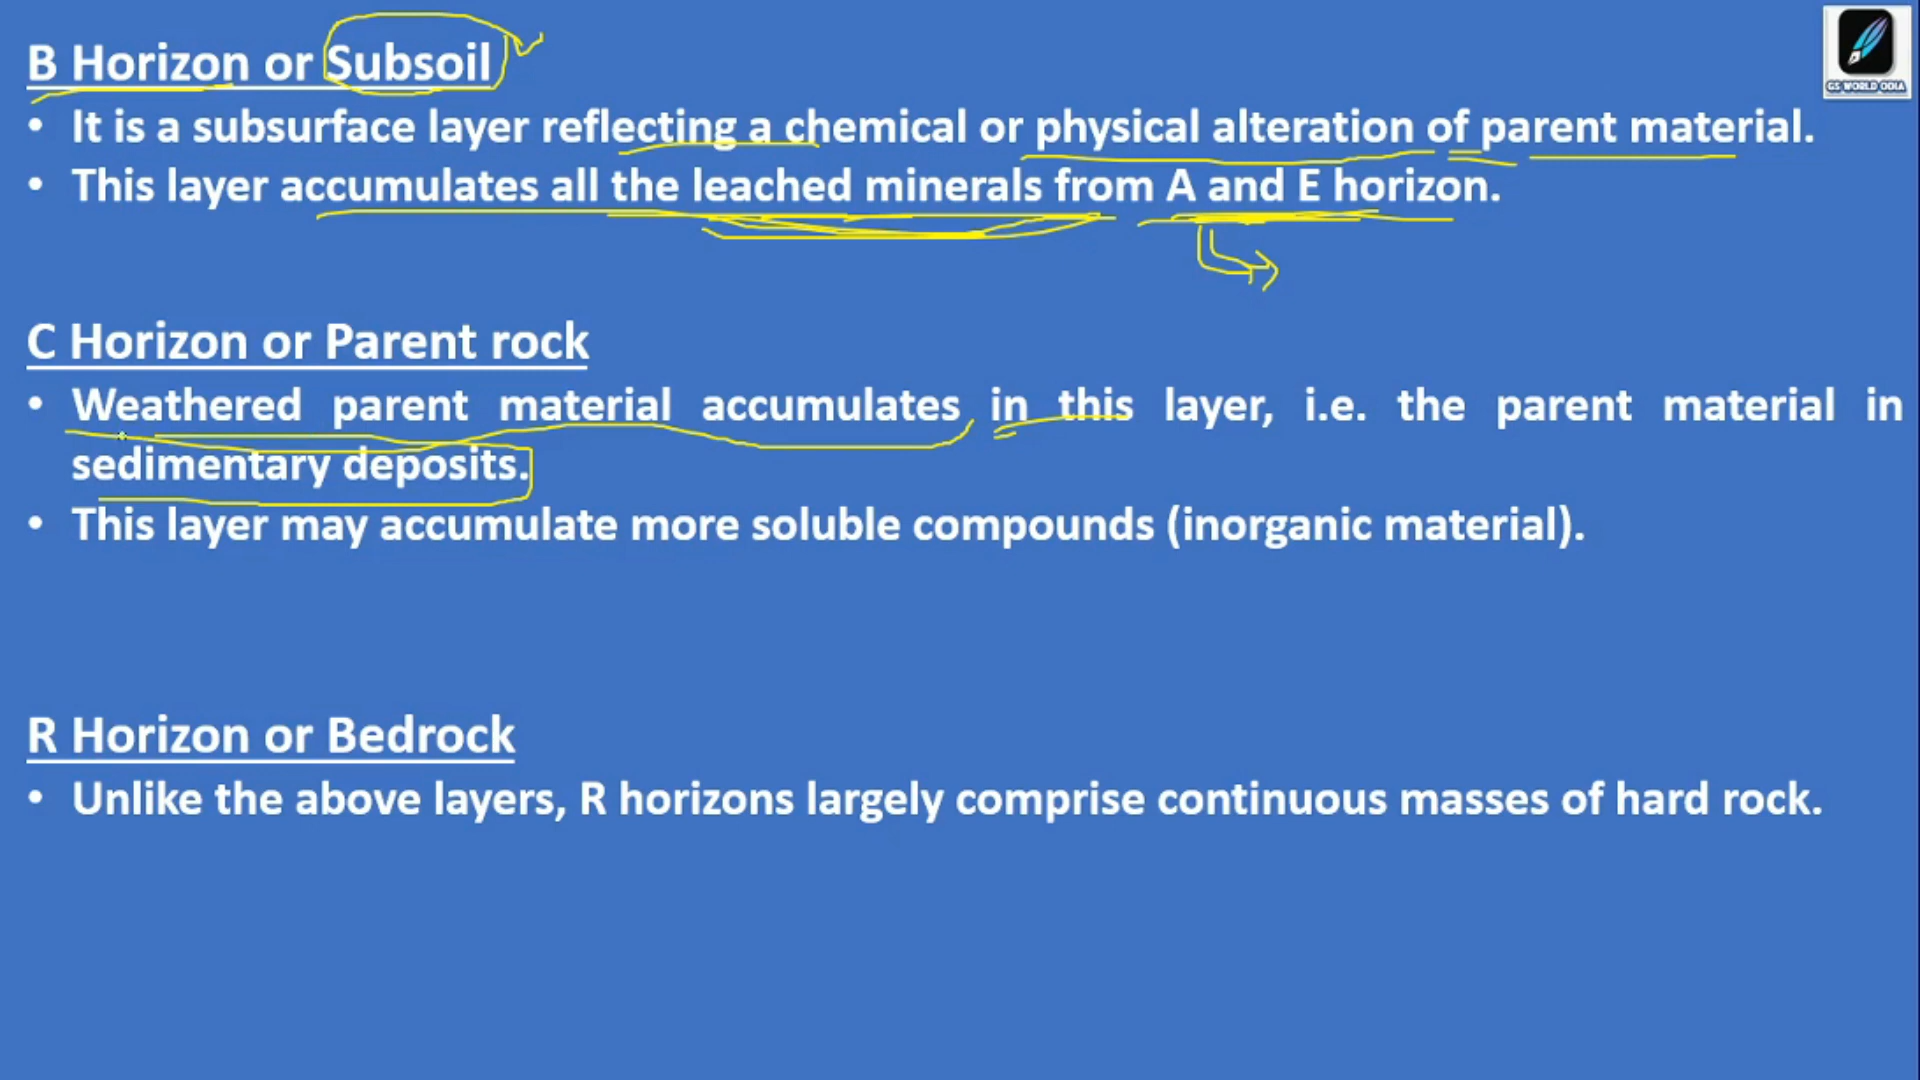 B Horizon or Subsoil
GS WORLD ODIA
• It is a subsurface layer reflecting a chemical or physical alteration of parent material.
• This layer accumulates all the leached minerals from A and E horizon.
C Horizon or Parent rock
• Weathered parent material accumulates in this layer, i.e. the parent material in
sedimentary deposits.
• This layer may accumulate more soluble compounds (inorganic material).
R Horizon or Bedrock
• Unlike the above layers, R horizons largely comprise continuous masses of hard rock.